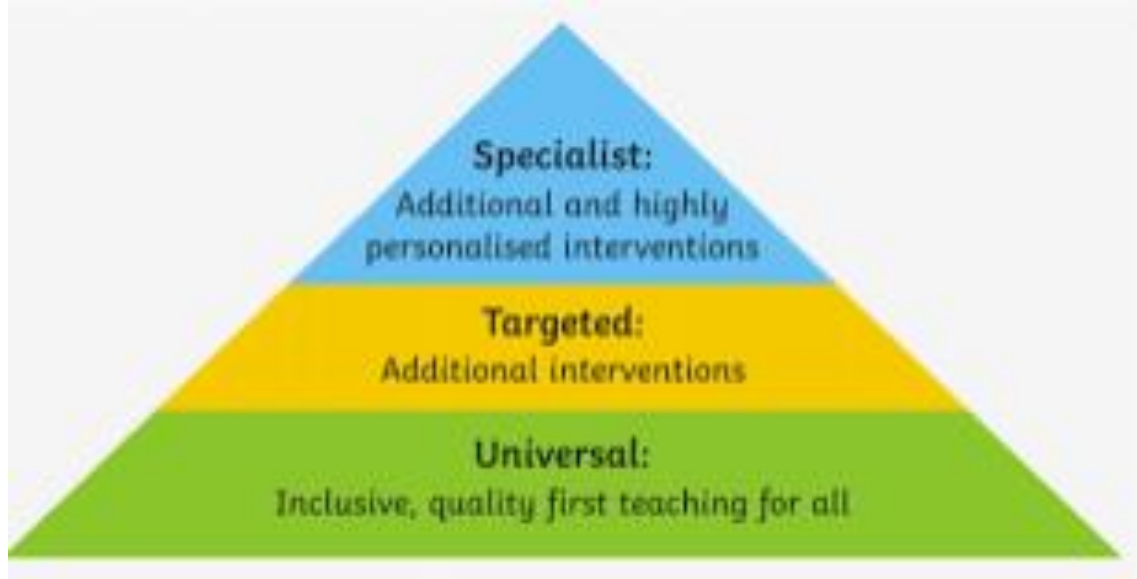 Specialist:
Additional and highly
personalised interventions
Targeted:
Additional interventions
Universal:
Inclusive, quality first teaching for all